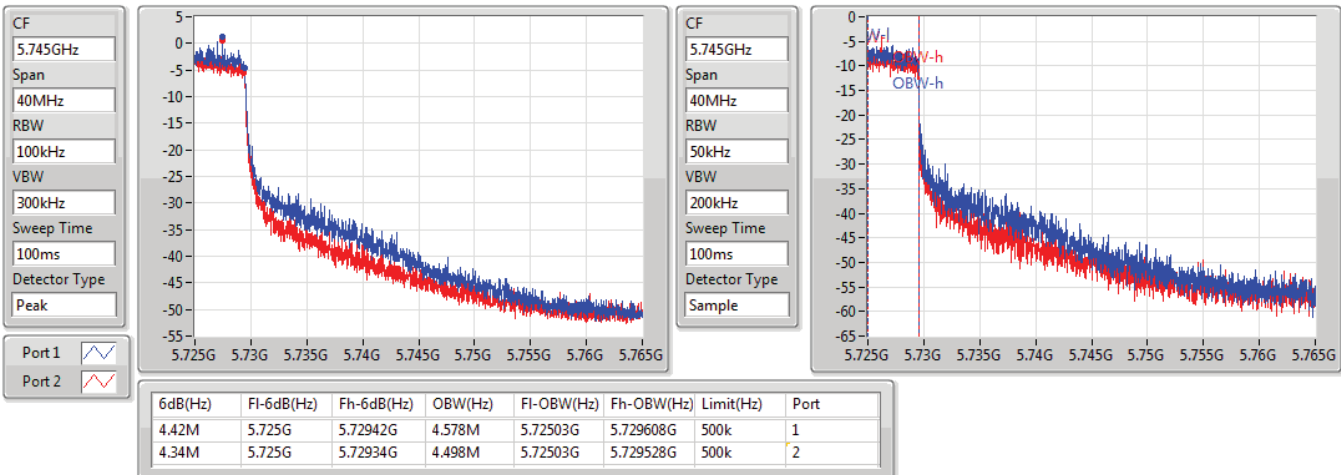 CF
5.745GHz
Span
40MHz
RBW
100kHz
VBW
300kHz
Sweep Time
100ms
Detector Type
Peak
Port 1
Port 2
5
0
-5
-10
-15
-20
-25
-30
-35
-40
-45
-50
-55
5.725G 5.73G 5.735G 5.74G 5.745G 5.75G 5.755G 5.76G 5.765G
CF
5.745GHz
Span
40MHz
RBW
50kHz
VBW
200kHz
Sweep Time
100ms
Detector Type
Sample
0
-5
-10
-15
-20
-25
-30
-35
-40
-45
-50
-55
-60
-65
OBW-h
5.725G 5.73G 5.735G 5.74G 5.745G 5.75G 5.755G 5.76G 5.765G
6dB(Hz) Fl-6dB(Hz) Fh-6dB(Hz) OBW(Hz) Fl-OBW(Hz) Fh-OBW(Hz) Limit(Hz) Port
4.42M 5.725G 5.72942G 4.578M 5.72503G 5.729608G 500k 1
4.34M 5.725G 5.72934G 4.498M 5.72503G 5.729528G 500k 2